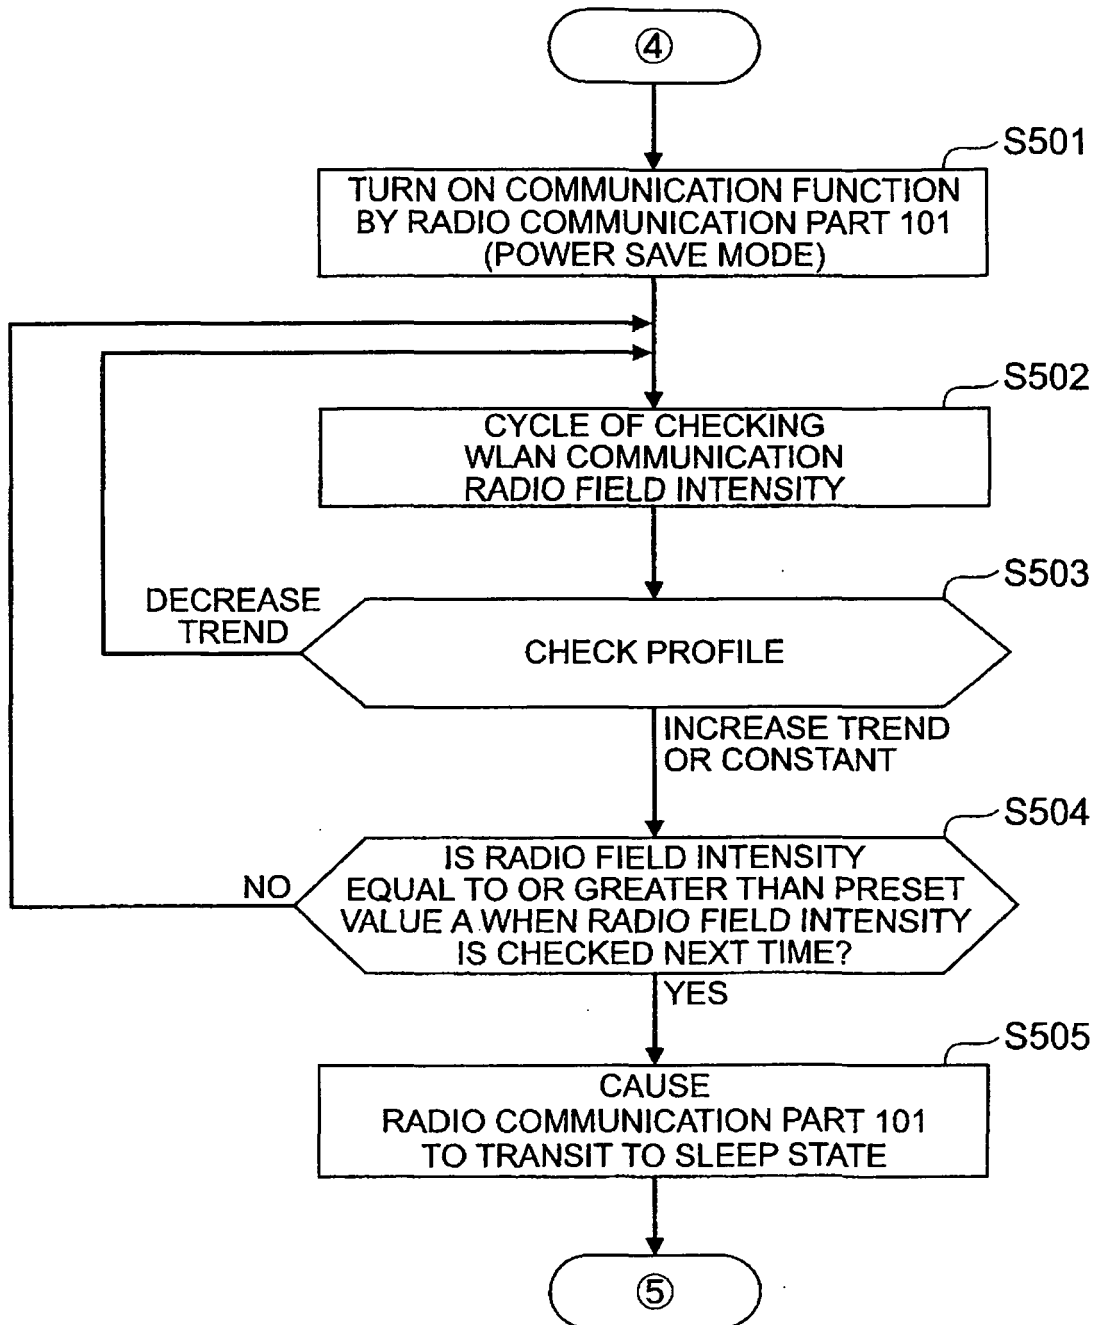 ④
S501
TURN ON COMMUNICATION FUNCTION
BY RADIO COMMUNICATION PART 101
(POWER SAVE MODE)
S502
CYCLE OF CHECKING
WLAN COMMUNICATION
RADIO FIELD INTENSITY
S503
DECREASE
TREND
CHECK PROFILE
INCREASE TREND
OR CONSTANT
S504
NO
IS RADIO FIELD INTENSITY
EQUAL TO OR GREATER THAN PRESET
VALUE A WHEN RADIO FIELD INTENSITY
IS CHECKED NEXT TIME?
YES
S505
CAUSE
RADIO COMMUNICATION PART 101
TO TRANSIT TO SLEEP STATE
⑤